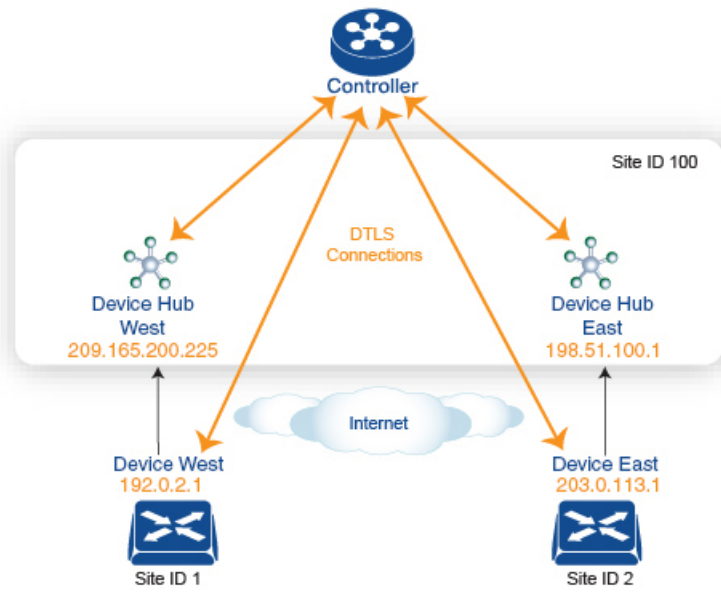 Controller
Site ID 100
DTLS
Connections
Device Hub
West
209.165.200.225
Device Hub
East
198.51.100.1
Internet
Device West
192.0.2.1
Site ID 1
Device East
203.0.113.1
Site ID 2